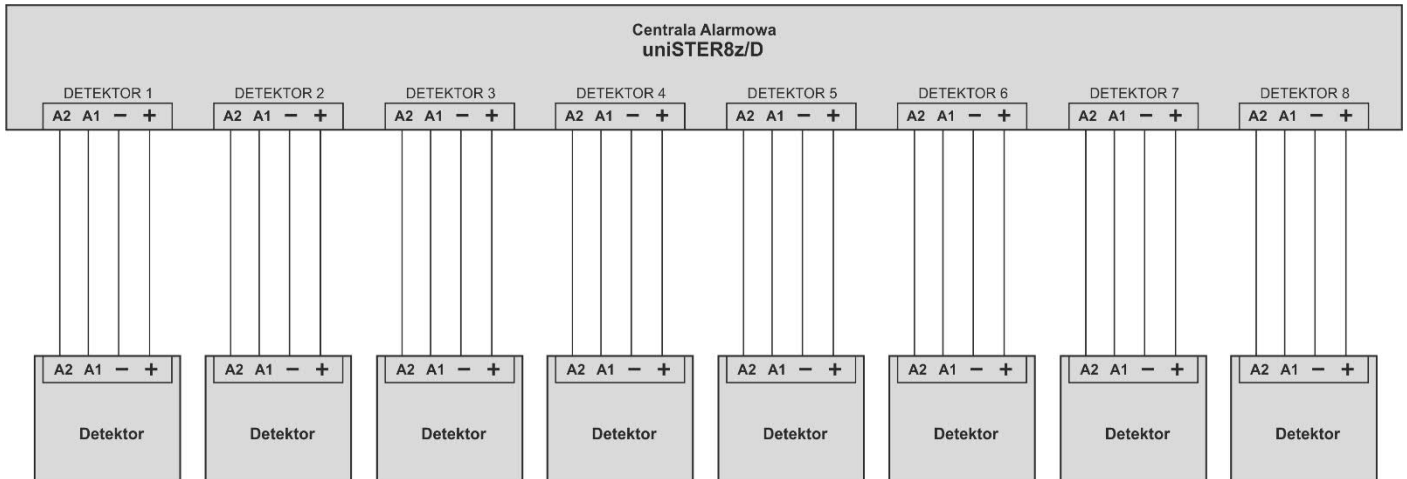 Centrala Alarmowa
uniSTER8z/D
DETEKTOR 1 DETEKTOR 2 DETEKTOR 3 DETEKTOR 4 DETEKTOR 5 DETEKTOR 6 DETEKTOR 7 DETEKTOR 8
A2 A1 − + A2 A1 − + A2 A1 − + A2 A1 − + A2 A1 − + A2 A1 − + A2 A1 − + A2 A1 − +
A2 A1 − + A2 A1 − + A2 A1 − + A2 A1 − + A2 A1 − + A2 A1 − + A2 A1 − + A2 A1 − +
Detektor Detektor Detektor Detektor Detektor Detektor Detektor Detektor